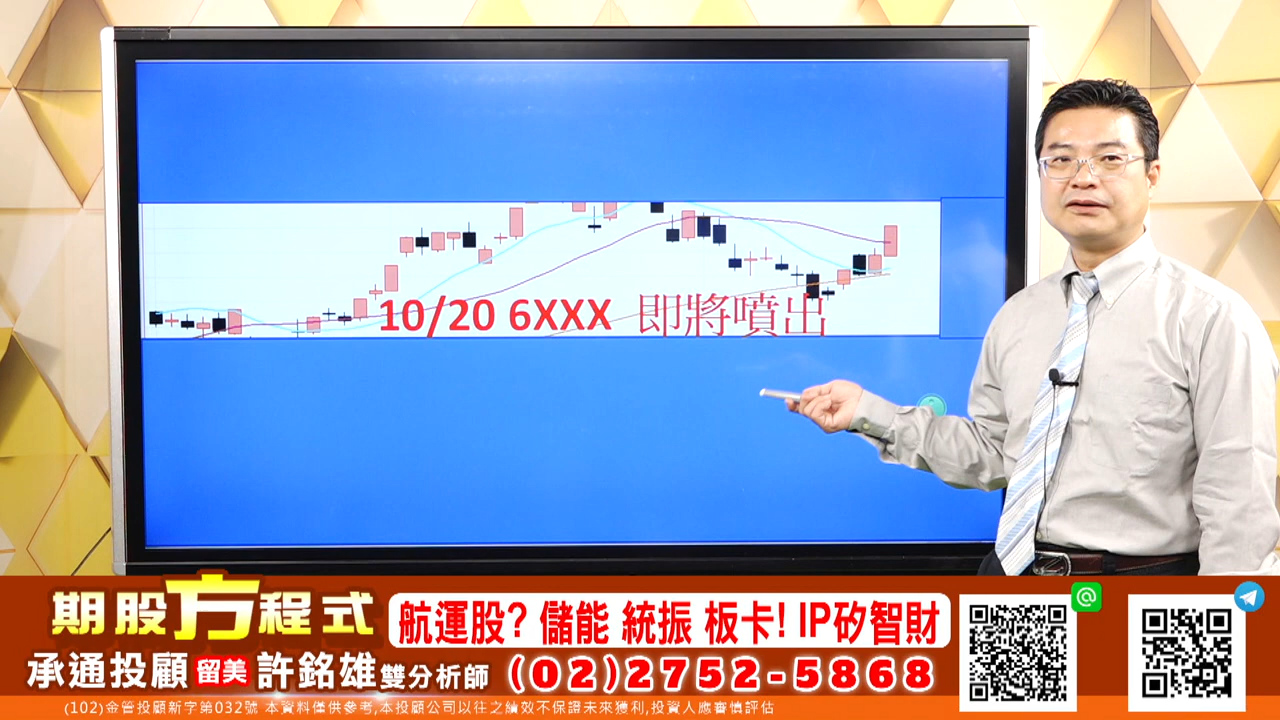 10/20 6XXX 即將噴出
期股方程式
航運股? 儲能 統振 板卡! IP矽智財
承通投顧 留美 許銘雄 雙分析師 (02)2752-5868
(102)金管投顧新字第032號 本資料僅供參考,本投顧公司以往之績效不保證未來獲利,投資人應審慎評估